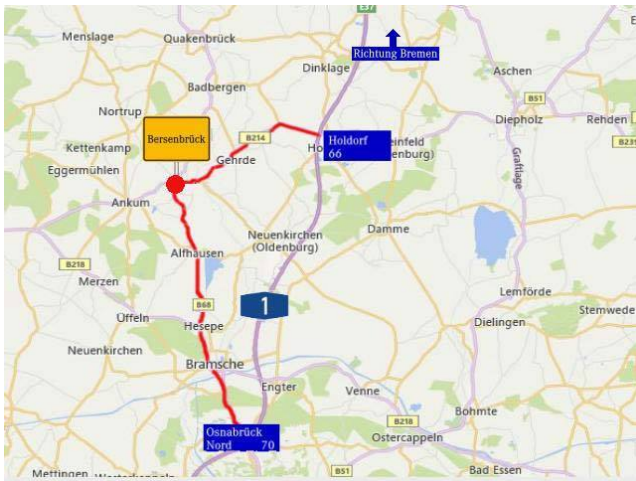 E37
Menslage
Quakenbrück
Richtung Bremen
Dinklage
Aschen
Badbergen
B51
Nortrup
Diepholz
Rehden
Bersenbrück
B214
Holdorf
66
Kettenkamp
Gehrde
Eggermühlen
Ankum
Damme
Neuenkirchen
(Oldenburg)
Graftlage
Alfhausen
B218
Merzen
Lemförde
B68
1
Stemwede
Üffeln
Hesepe
Dielingen
Neuenkirchen
Bramsche
Engter
Venne
Bohmte
B218
Osnabrück
Nord 70
Ostercappeln
B51
Bad Essen
Mettingen